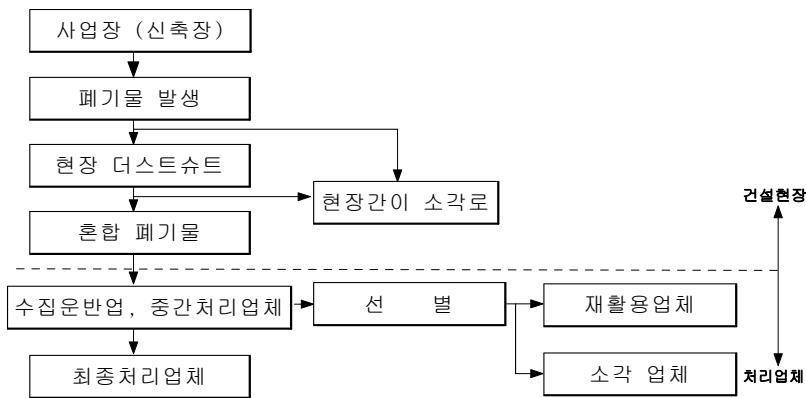 사업장 (신축장)
폐기물 발생
현장 더스트슈트
현장간이 소각로
건설현장
혼합 폐기물
수집운반업, 중간처리업체
선 별
재활용업체
최종처리업체
소각 업체
처리업체